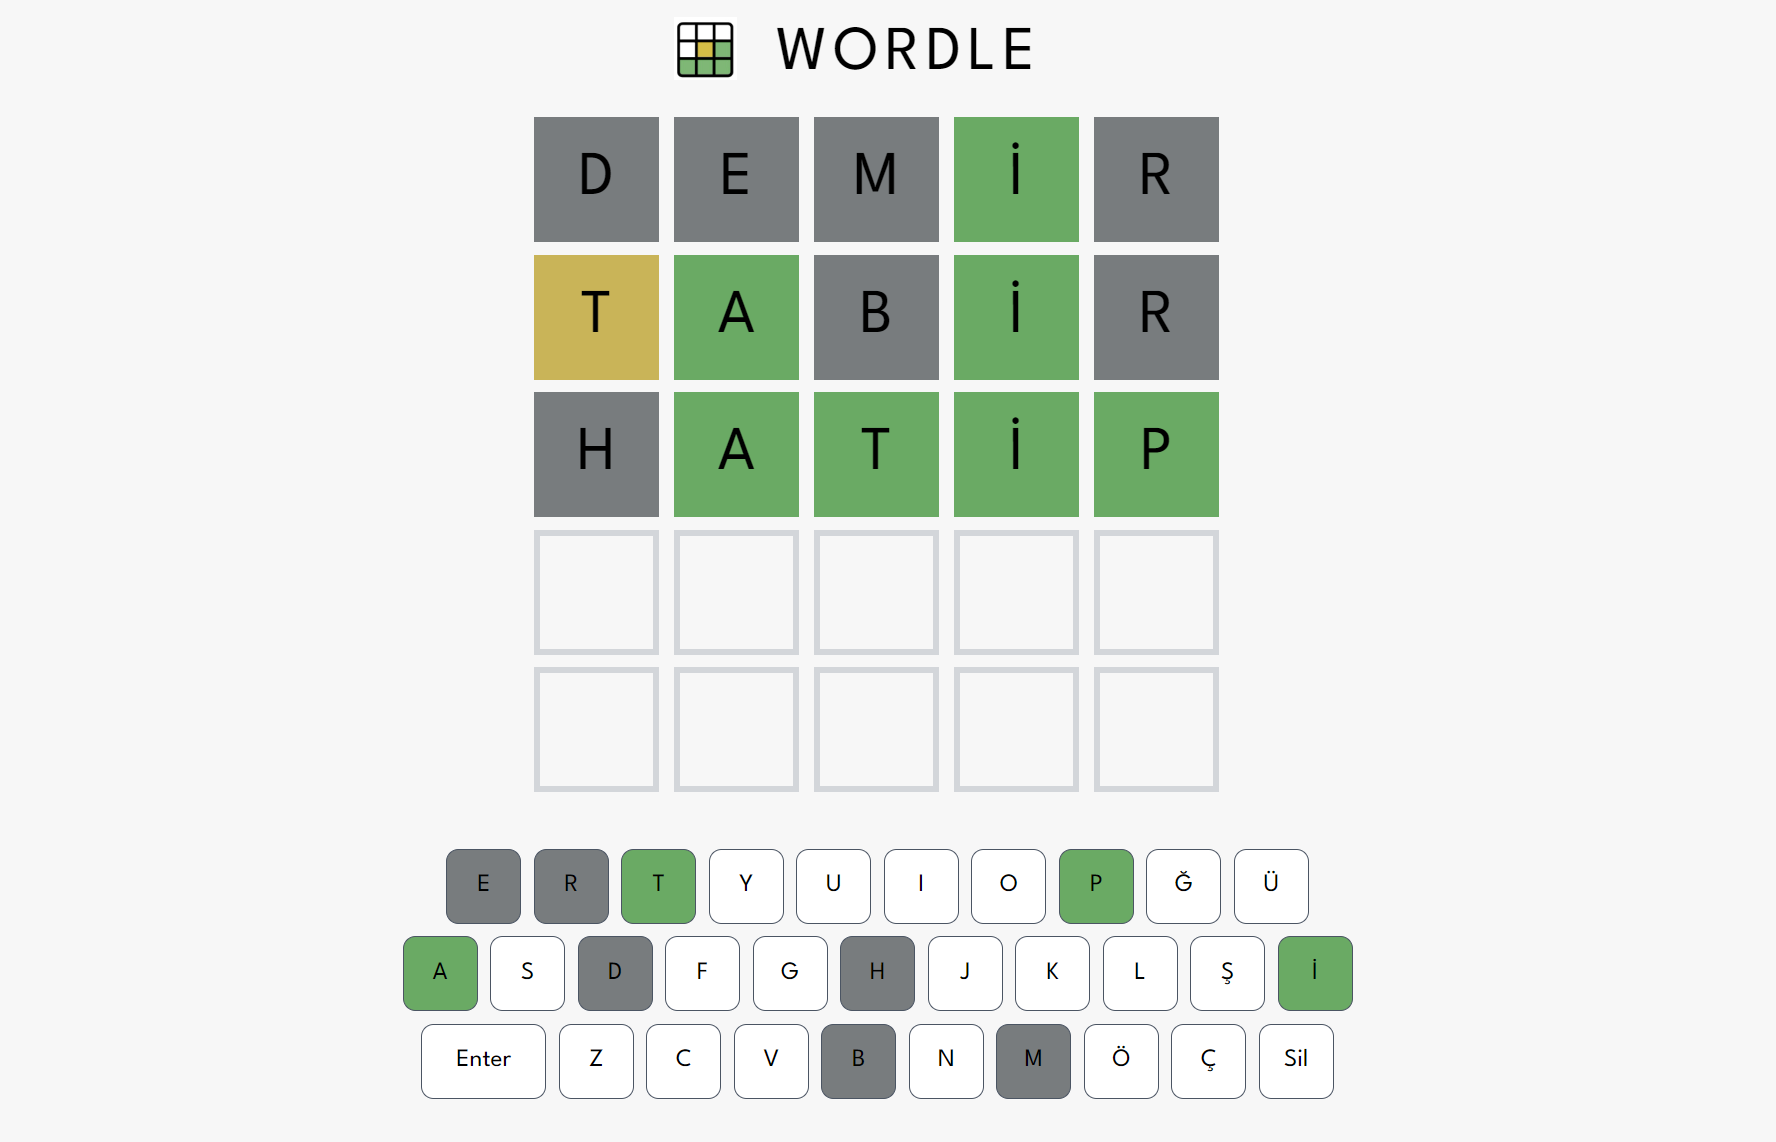 WORDLE
D E M İ R
T A B İ R
H A T İ P
E R T Y U I O P Ğ Ü
A S D F G H J K L Ş İ
Enter Z C V B N M Ö Ç Sil